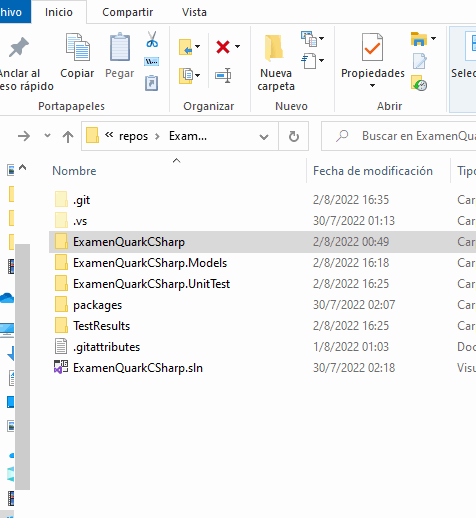 hivo Inicio Compartir Vista
Anclar al Copiar Pegar Nueva Propiedades Selec
eso rápido carpeta
Portapapeles Organizar Nuevo Abrir
« repos > Exam... Buscar en ExamenQua
Nombre Fecha de modificación Tip
.git 2/8/2022 16:35 Car
.vs 30/7/2022 01:13 Car
ExamenQuarkCSharp 2/8/2022 00:49 Car
ExamenQuarkCSharp.Models 2/8/2022 16:18 Car
ExamenQuarkCSharp.UnitTest 2/8/2022 16:25 Car
packages 30/7/2022 02:07 Car
TestResults 2/8/2022 16:25 Car
.gitattributes 1/8/2022 01:03 Doc
ExamenQuarkCSharp.sln 30/7/2022 02:18 Visu